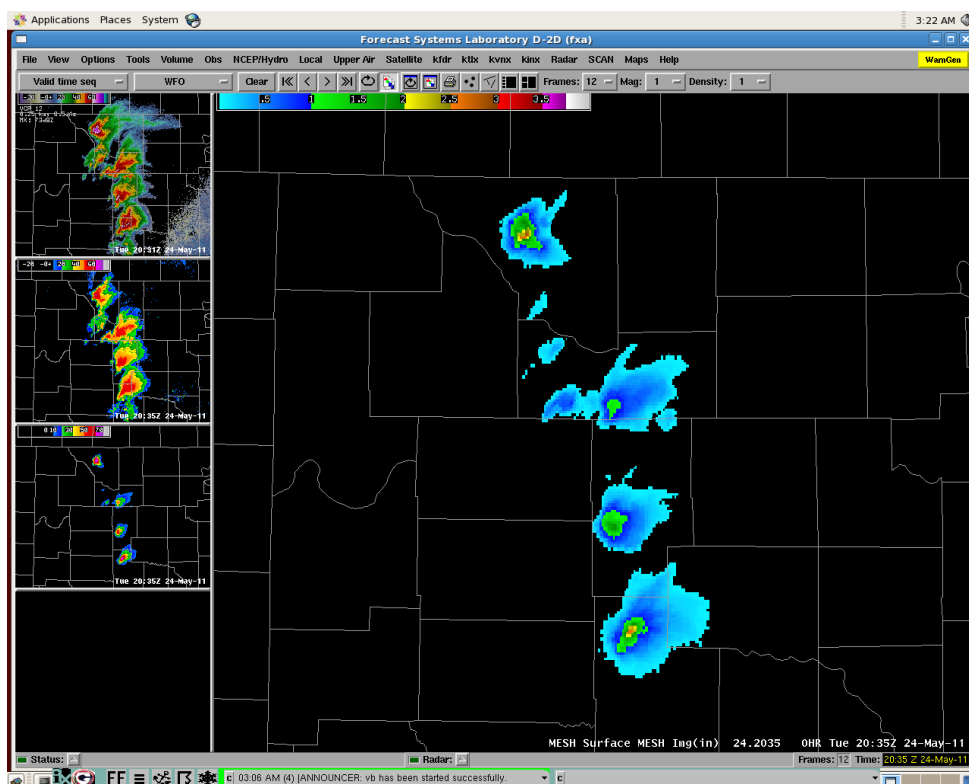 Applications Places System 3:22 AM
Forecast Systems Laboratory D-2D (fxa)
File View Options Tools Volume Obs NCEP/Hydro Local Upper Air Satellite kfdr ktlx kvnx kinx Radar SCAN Maps Help WarnGen
Valid time seq WFO Clear Frames: 12 Mag: 1 Density: 1
.5 1 1.5 2 2.5 3 3.5
VCP 12
MX: 73dBZ
Tue 20:31Z 24-May-11
Tue 20:35Z 24-May-11
Tue 20:35Z 24-May-11
MESH Surface MESH Img(in) 24.2035 0HR Tue 20:35Z 24-May-11
Status: Radar: Frames: 12 Time: 20:35 Z 24-May-11
FF 03:06 AM (4) |ANNOUNCER: vb has been started successfully.